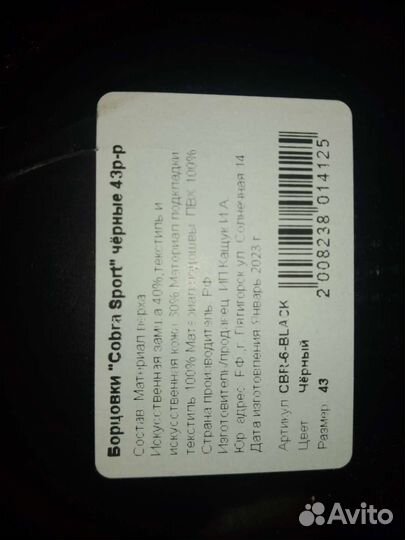 Борцовки "Cobra Sport" чёрные 43р-р
Состав: Материал верха
Искусственная замша 40%,текстиль и
искусственная кожа 30% Материал подкладки
текстиль 100% Материал подошвы: ПВХ 100%
Страна производитель: РФ
Изготовитель/продавец: ИП Кащук И.А.
Юр. адрес: РФ, г. Пятигорск ул. Солнечная 14
Дата изготовления Январь 2023 г.
Артикул CBR-6-BLACK
Цвет Чёрный
Размер 43
2008238014125
Avito